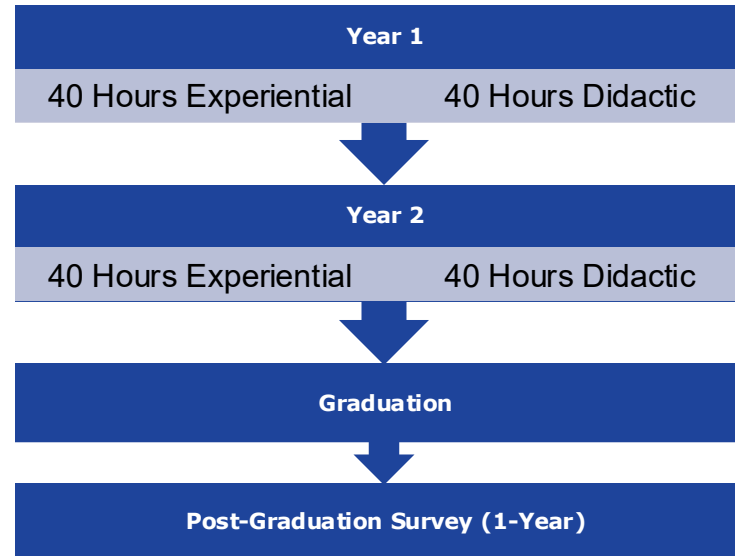 Year 1
40 Hours Experiential 40 Hours Didactic
Year 2
40 Hours Experiential 40 Hours Didactic
Graduation
Post-Graduation Survey (1-Year)